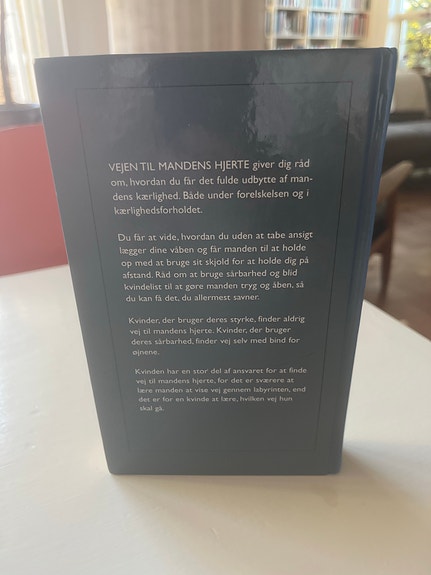 VEJEN TIL MANDENS HJERTE giver dig råd
om, hvordan du får det fulde udbytte af man-
dens kærlighed. Både under forelskelsen og i
kærlighedsforholdet.
Du får at vide, hvordan du uden at tabe ansigt
lægger dine våben og får manden til at holde
op med at bruge sit skjold for at holde dig på
afstand. Råd om at bruge sårbarhed og blid
kvindelist til at gøre manden tryg og åben, så
du kan få det, du allermest savner.
Kvinder, der bruger deres styrke, finder aldrig
vej til mandens hjerte. Kvinder, der bruger
deres sårbarhed, finder vej selv med bind for
øjnene.
Kvinden har en stor del af ansvaret for at finde
vej til mandens hjerte, for det er sværere at
lære manden at vise vej gennem labyrinten, end
det er for en kvinde at lære, hvilken vej hun
skal gå.